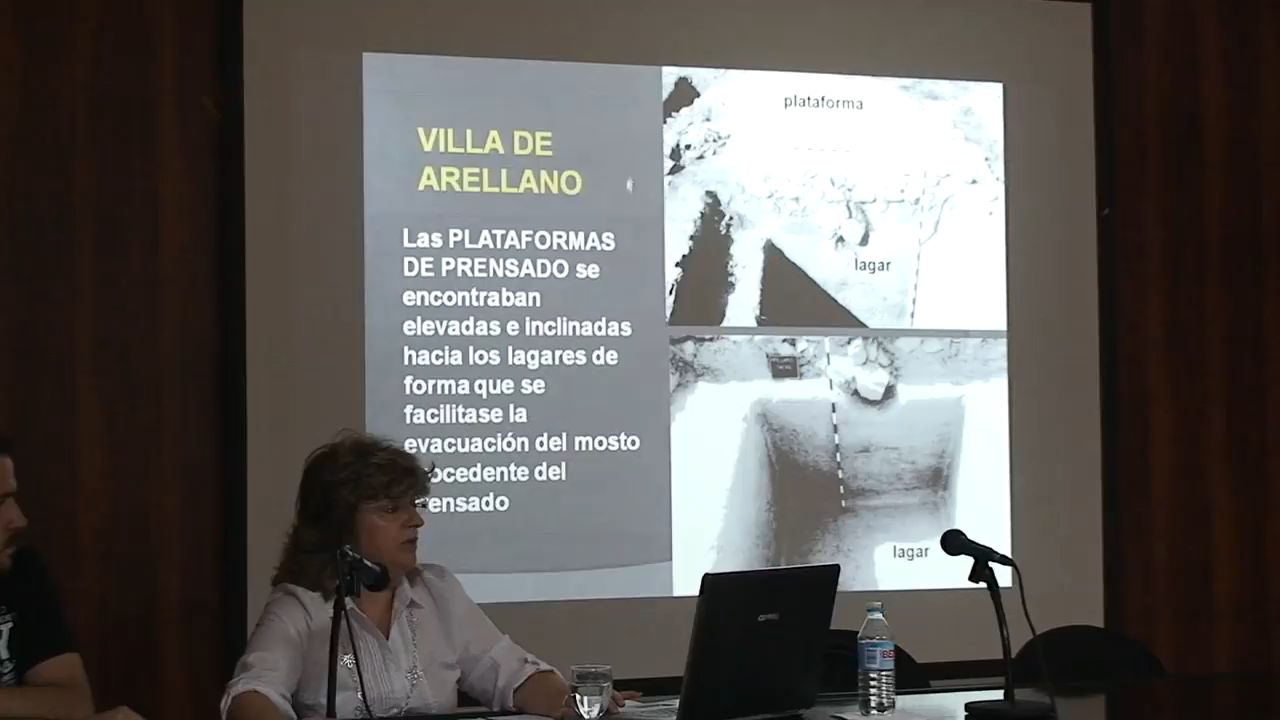 VILLA DE
ARELLANO
Las PLATAFORMAS
DE PRENSADO se
encontraban
elevadas e inclinadas
hacia los lagares de
forma que se
facilitase la
evacuación del mosto
ocedente del
ensado
plataforma
lagar
lagar